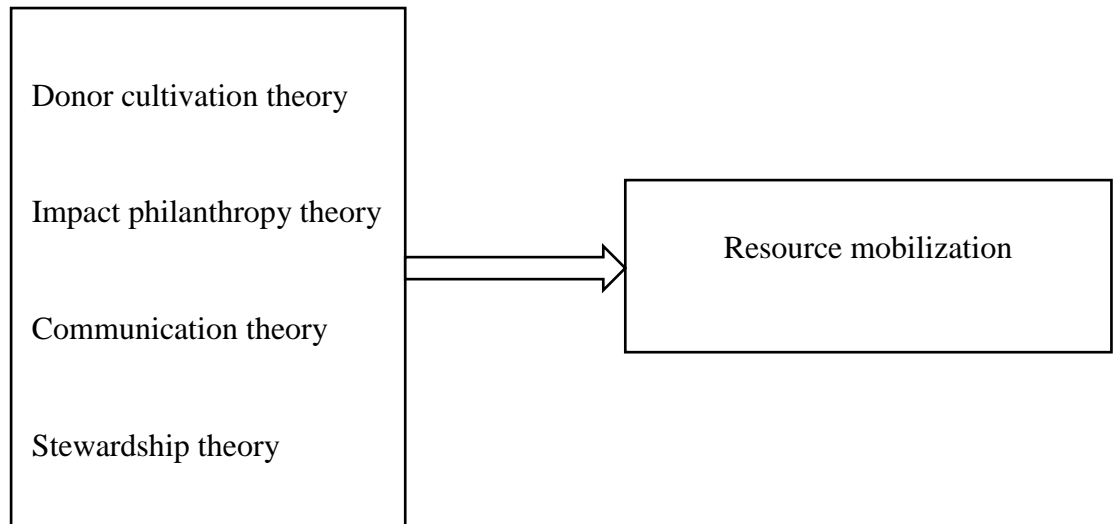 Donor cultivation theory
Impact philanthropy theory
Resource mobilization
Communication theory
Stewardship theory